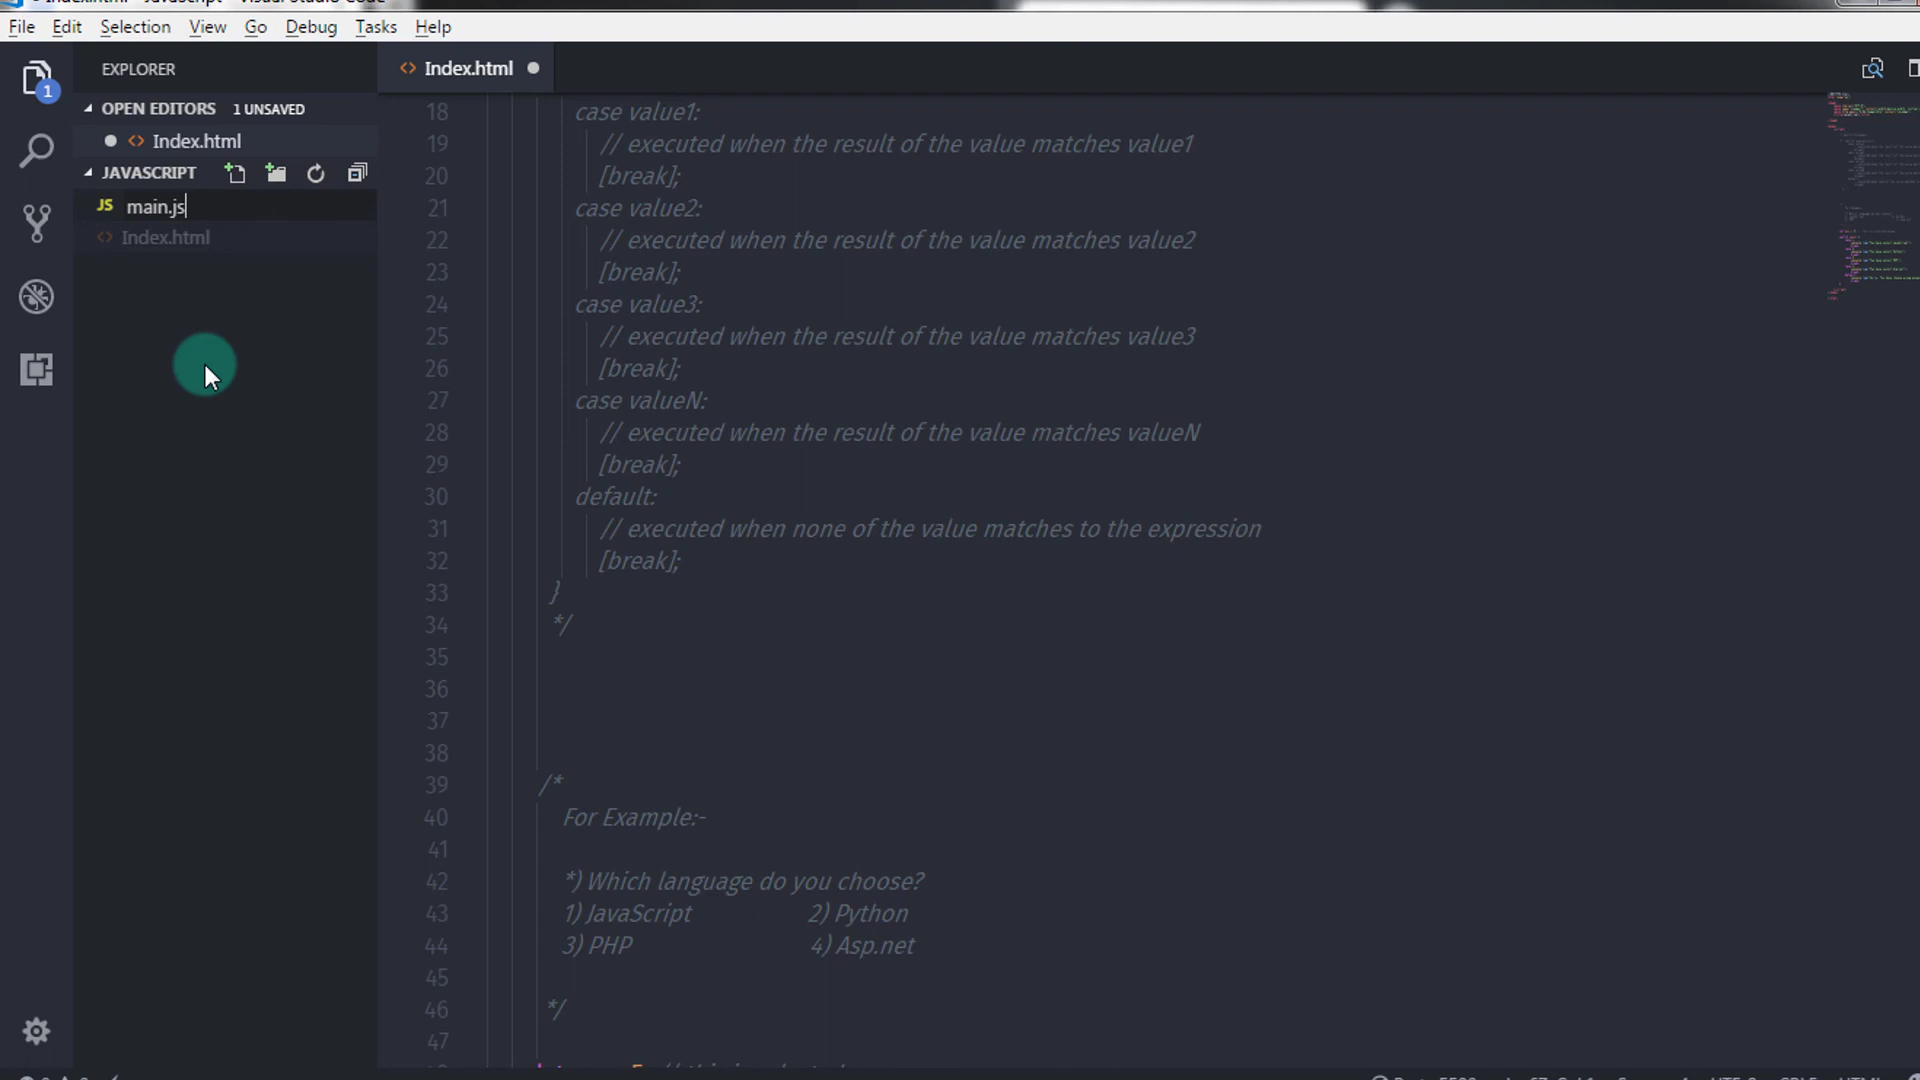 File Edit Selection View Go Debug Tasks Help
EXPLORER
Index.html
OPEN EDITORS 1 UNSAVED
Index.html
JAVASCRIPT
JS main.js
Index.html
1
18 case value1:
19 // executed when the result of the value matches value1
20 [break];
21 case value2:
22 // executed when the result of the value matches value2
23 [break];
24 case value3:
25 // executed when the result of the value matches value3
26 [break];
27 case valueN:
28 // executed when the result of the value matches valueN
29 [break];
30 default:
31 // executed when none of the value matches to the expression
32 [break];
33 }
34 */
35
36
37
38
39 /*
40 For Example:-
41
42 *) Which language do you choose?
43 1) JavaScript 2) Python
44 3) PHP 4) Asp.net
45
46 */
47